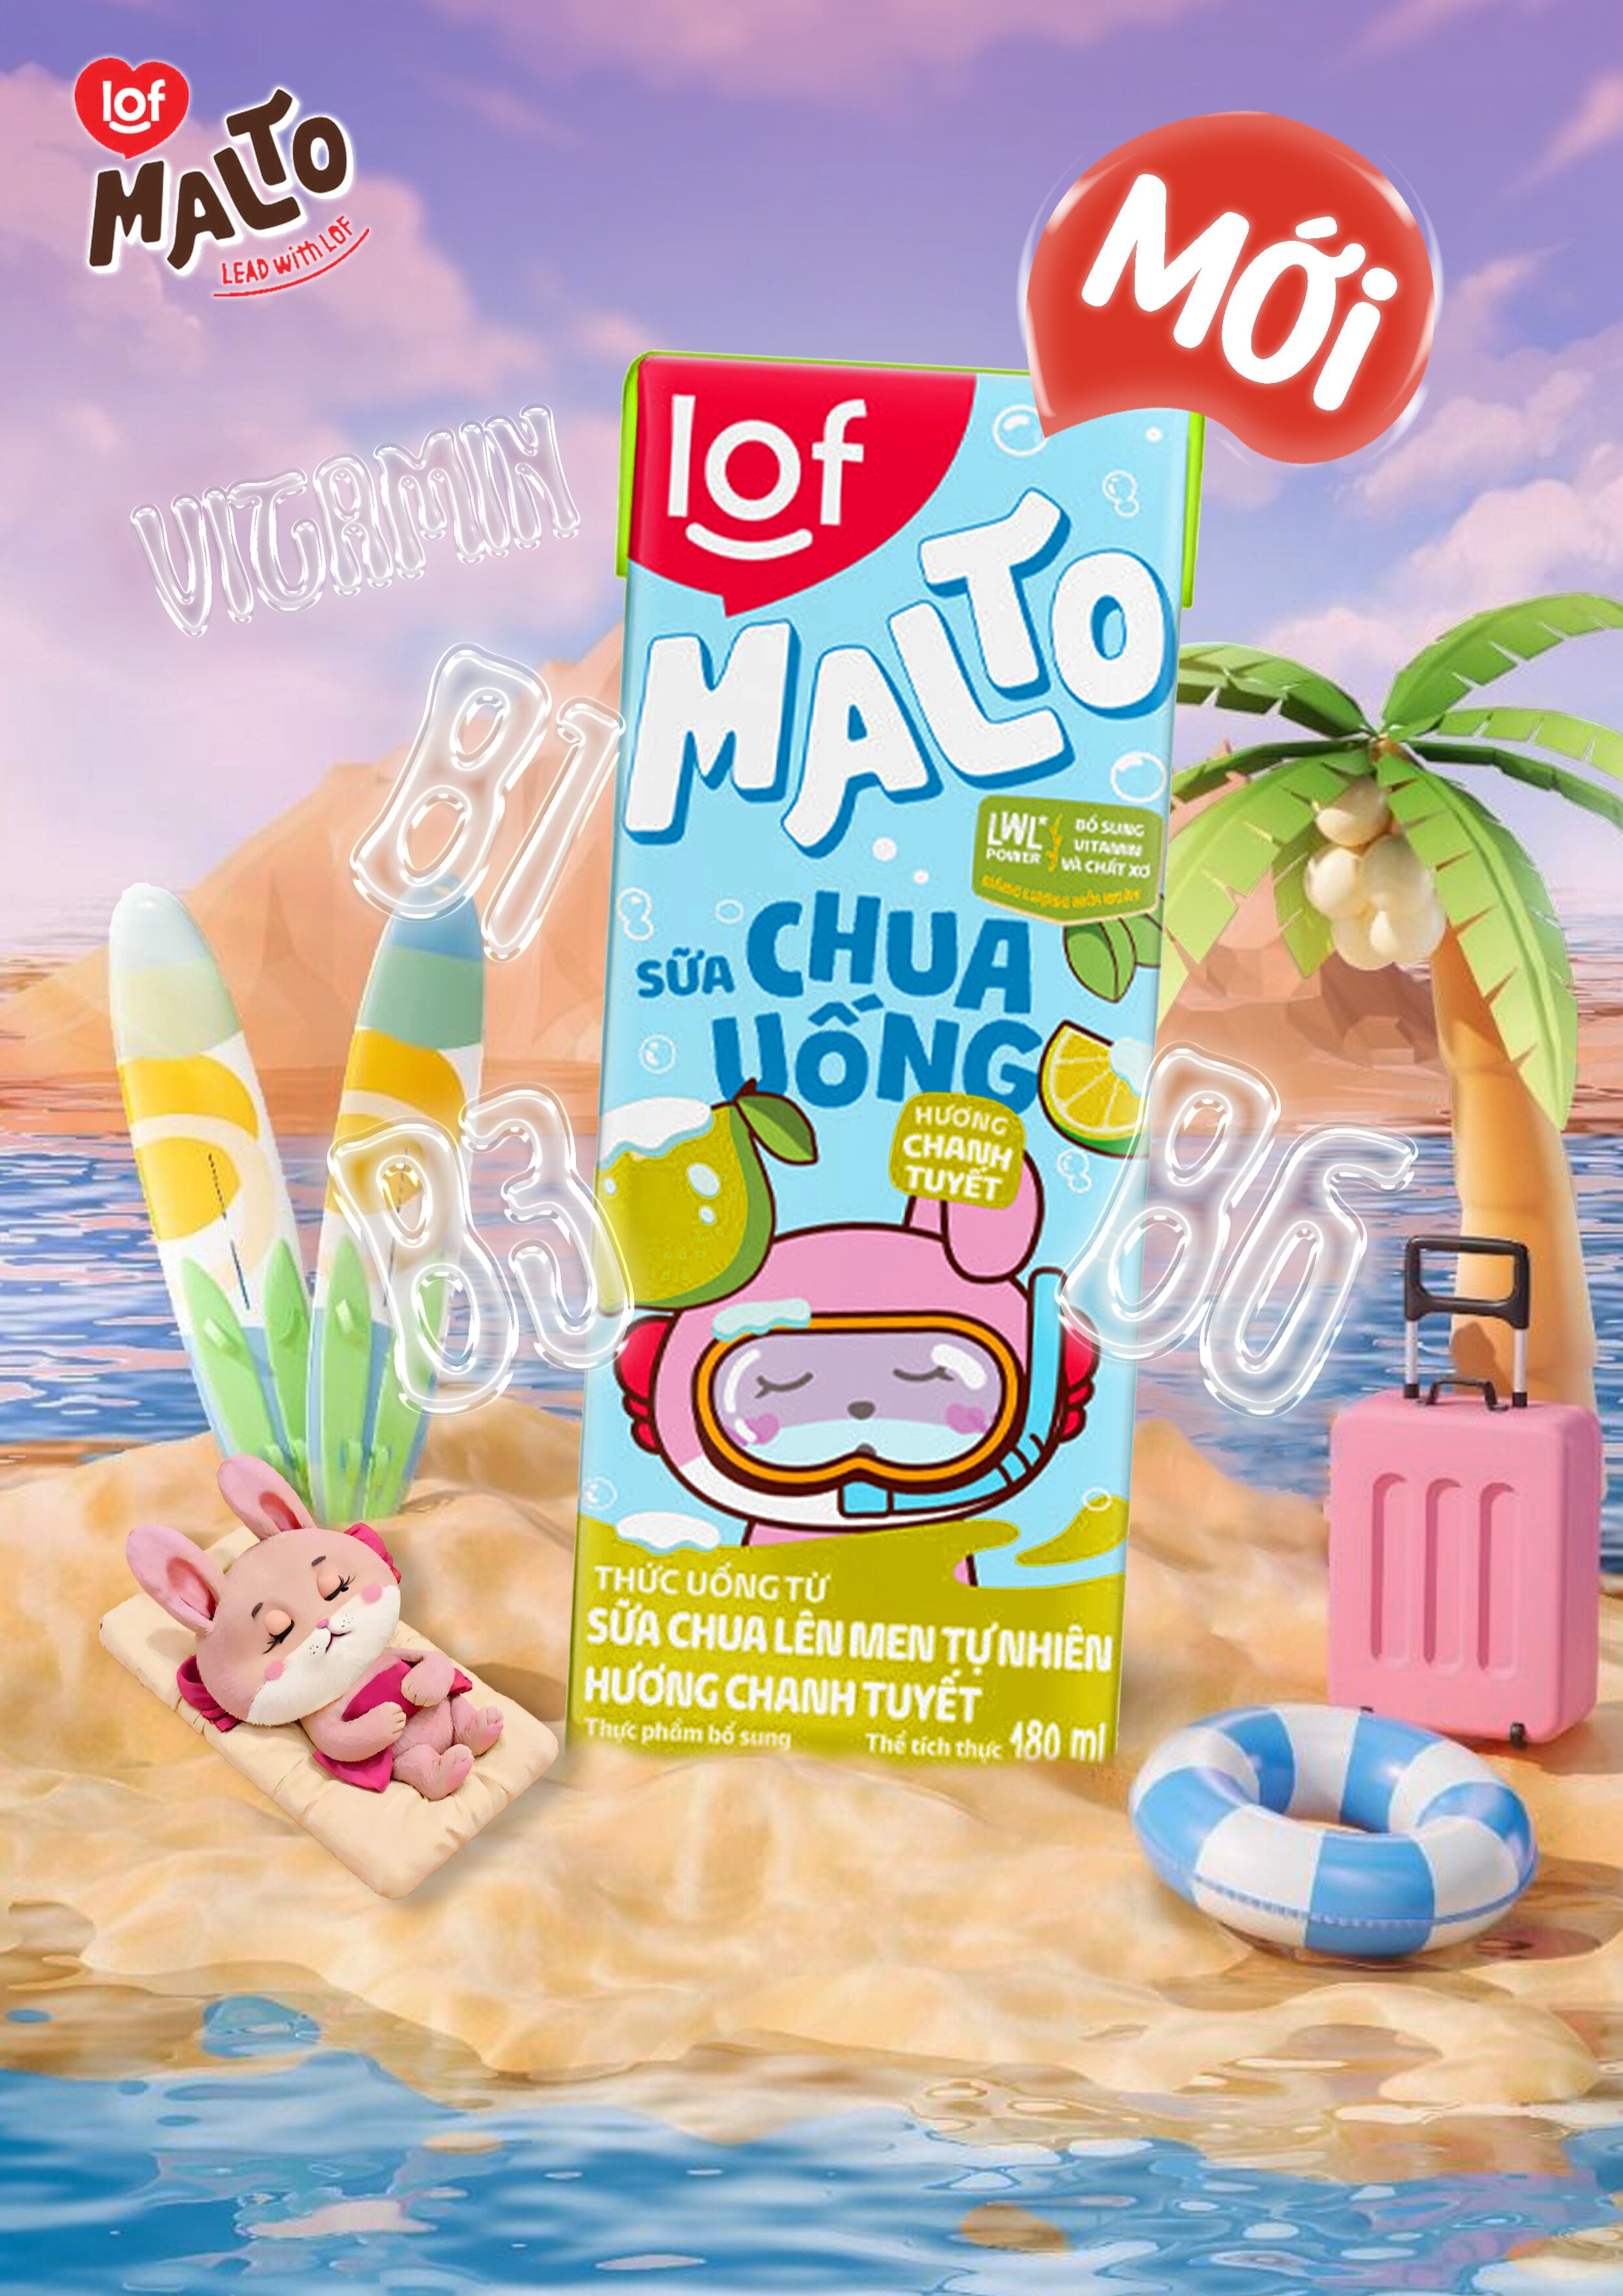 lof
MALTO
LEAD with LOF
MỚI
VITAMIN
B1
B3
B6
lof
MALTO
LWL*
POWER
BỔ SUNG
VITAMIN
VÀ CHẤT XƠ
SỮA CHUA
UỐNG
HƯƠNG
CHANH
TUYẾT
THỨC UỐNG TỪ
SỮA CHUA LÊN MEN TỰ NHIÊN
HƯƠNG CHANH TUYẾT
Thực phẩm bổ sung Thể tích thực 180 ml